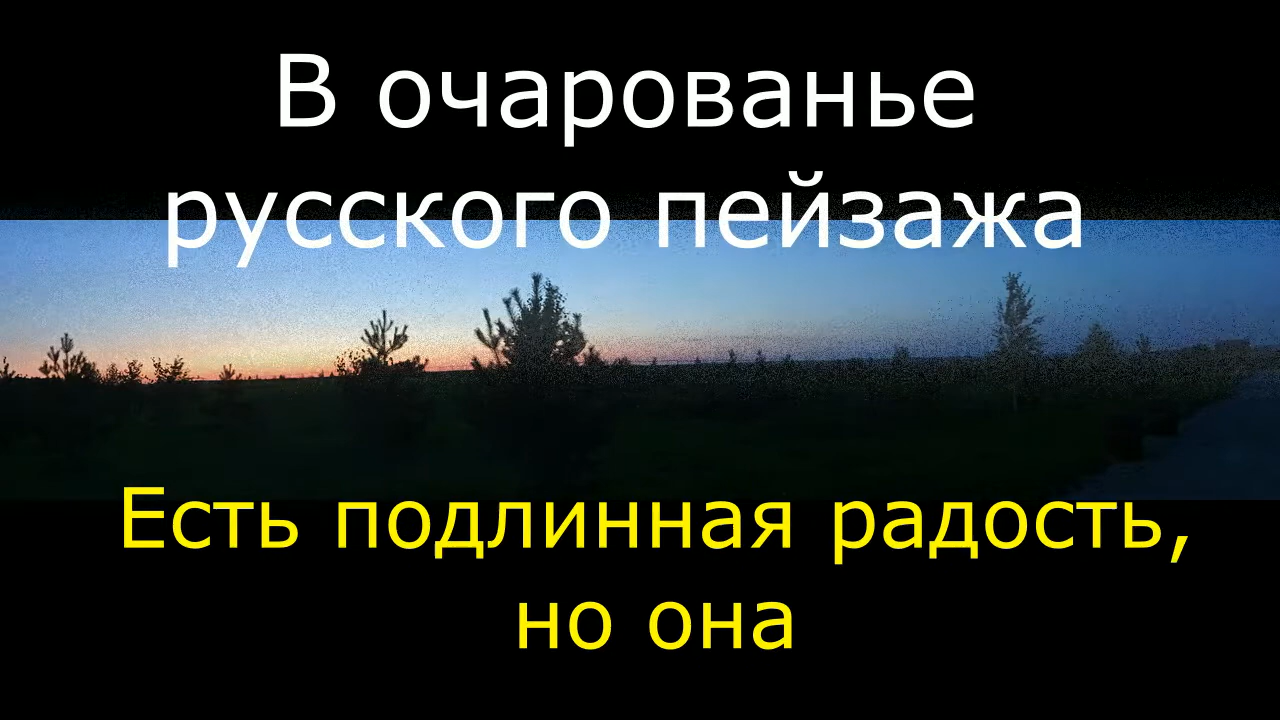 В очарованье
русского пейзажа
Есть подлинная радость,
но она